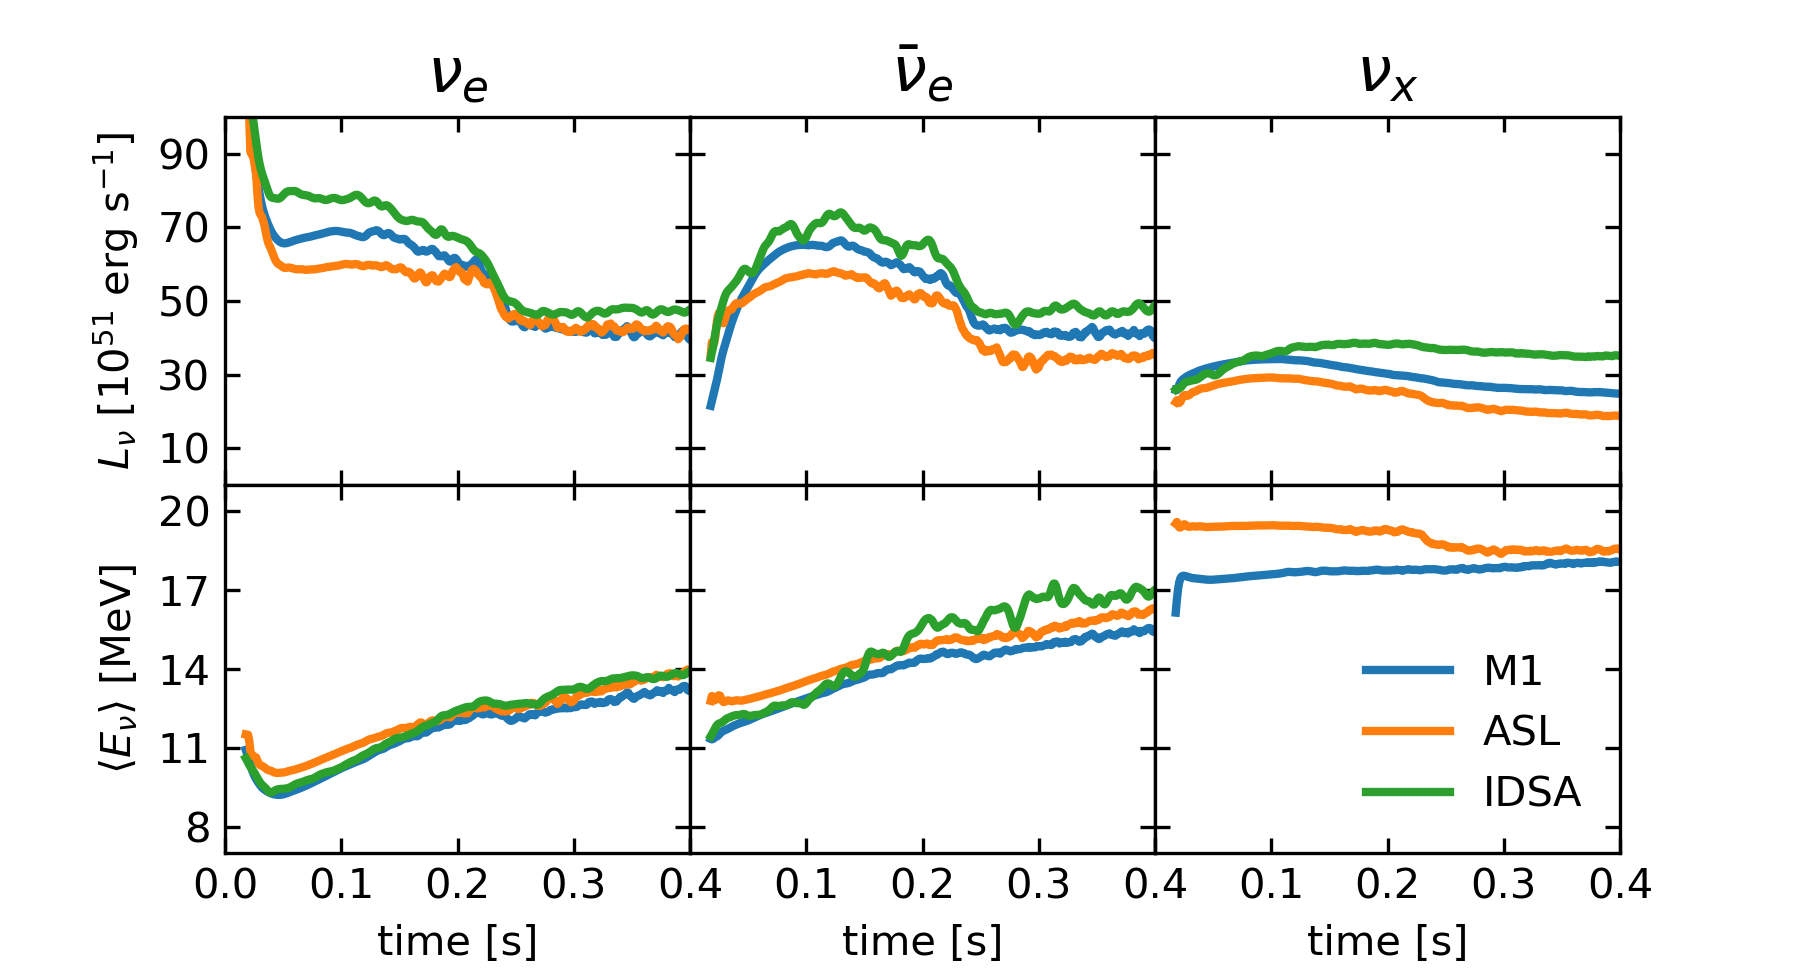 νₑ ν̄ₑ νₓ
L_ν [10⁵¹ erg s⁻¹]
90
70
50
30
10
⟨E_ν⟩ [MeV]
20
17
14
11
8
M1
ASL
IDSA
0.0 0.1 0.2 0.3 0.4 0.1 0.2 0.3 0.4 0.1 0.2 0.3 0.4
time [s] time [s] time [s]